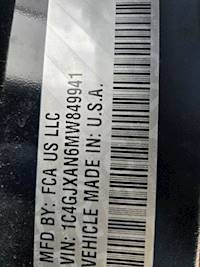 MFD BY: FCA US LLC
VIN: 1C4GJXAN6MW849941
VEHICLE MADE IN: U.S.A.